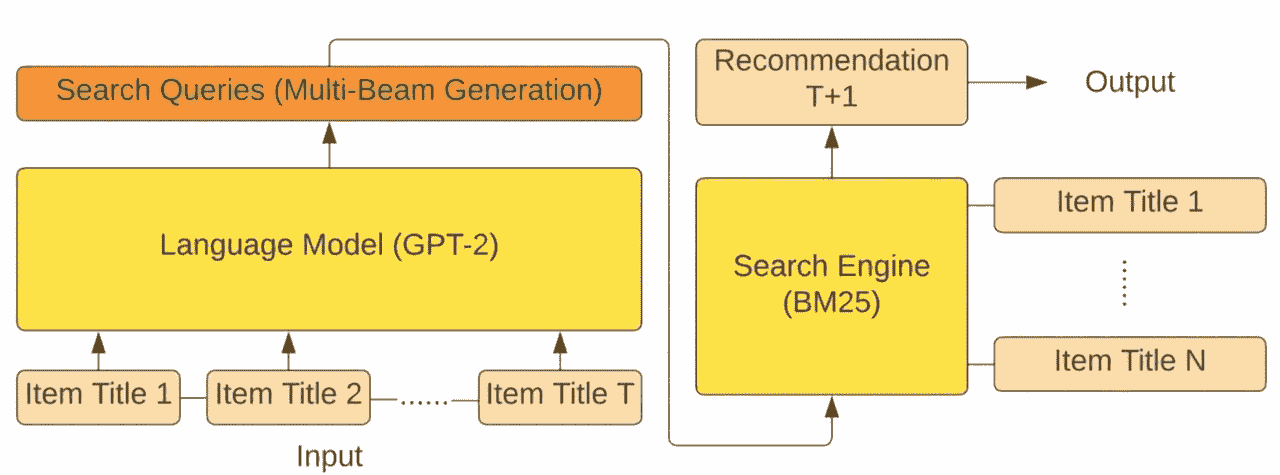 Search Queries (Multi-Beam Generation)
Language Model (GPT-2)
Item Title 1
Item Title 2
......
Item Title T
Input
Recommendation
T+1
Output
Search Engine
(BM25)
Item Title 1
......
Item Title N